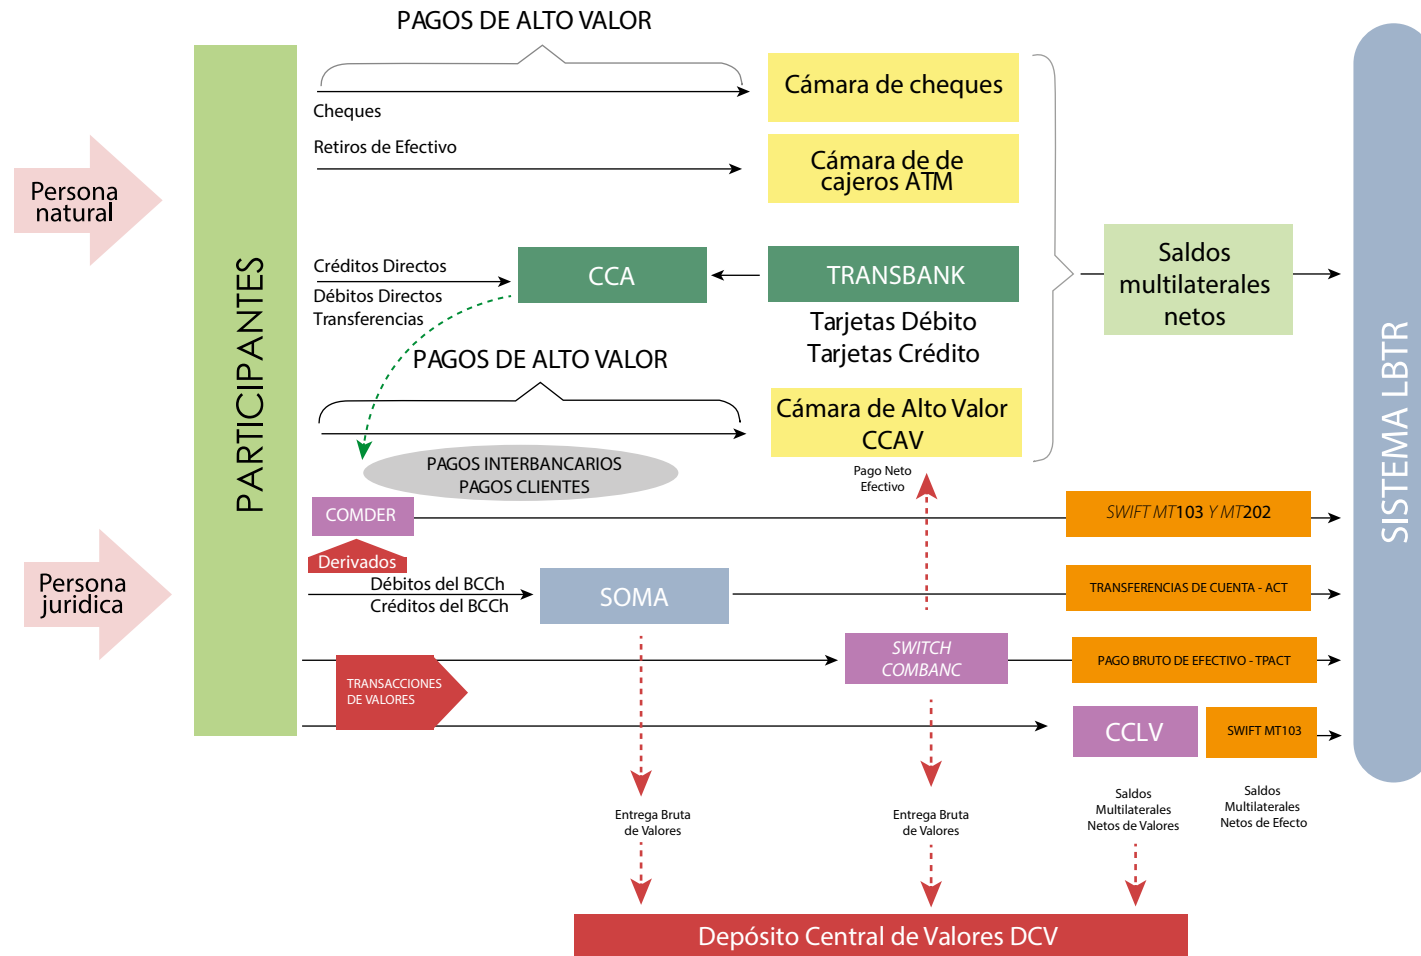 PAGOS DE ALTO VALOR
Cheques
Cámara de cheques
Retiros de Efectivo
Cámara de de
cajeros ATM
Persona
natural
PARTICIPANTES
Créditos Directos
Débitos Directos
Transferencias
CCA
TRANSBANK
Tarjetas Débito
Tarjetas Crédito
Saldos
multilaterales
netos
SISTEMA LBTR
PAGOS DE ALTO VALOR
Cámara de Alto Valor
CCAV
PAGOS INTERBANCARIOS
PAGOS CLIENTES
Pago Neto
Efectivo
COMDER
SWIFT MT103 Y MT202
Derivados
Persona
juridica
Débitos del BCCh
Créditos del BCCh
SOMA
TRANSFERENCIAS DE CUENTA - ACT
SWITCH
COMBANC
PAGO BRUTO DE EFECTIVO - TPACT
TRANSACCIONES
DE VALORES
CCLV
SWIFT MT103
Entrega Bruta
de Valores
Entrega Bruta
de Valores
Saldos
Multilaterales
Netos de Valores
Saldos
Multilaterales
Netos de Efecto
Depósito Central de Valores DCV